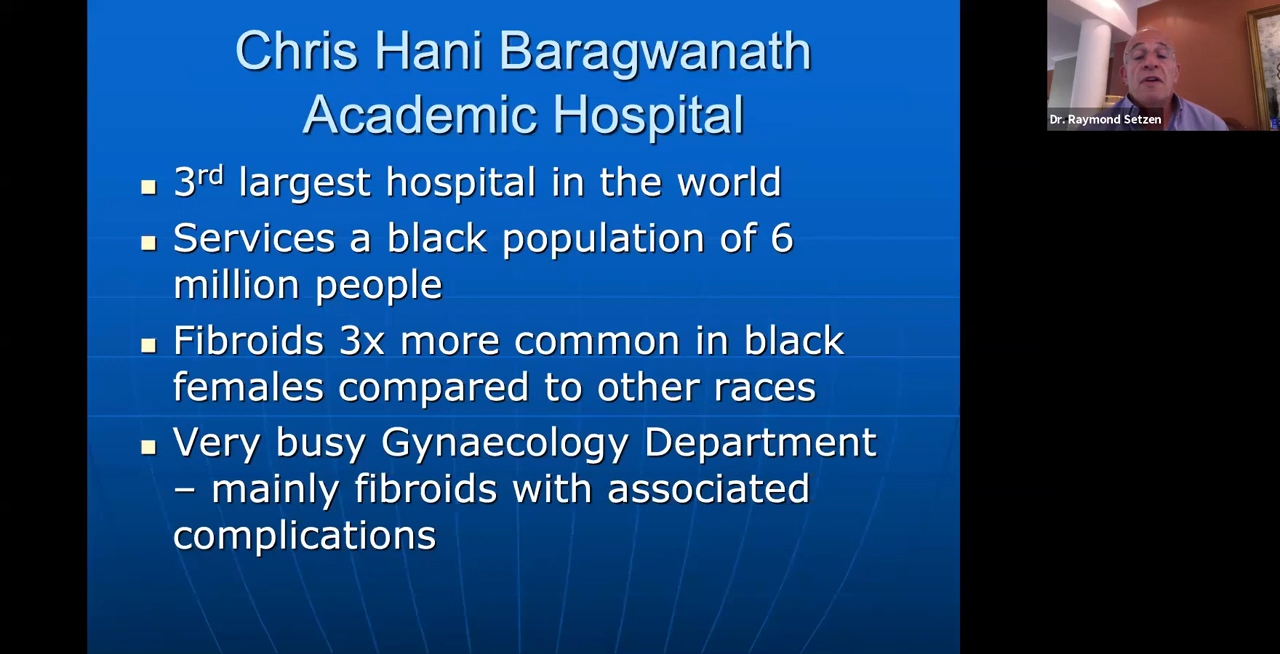 Chris Hani Baragwanath
Academic Hospital
3rd largest hospital in the world
Services a black population of 6
million people
Fibroids 3x more common in black
females compared to other races
Very busy Gynaecology Department
– mainly fibroids with associated
complications
Dr. Raymond Setzen